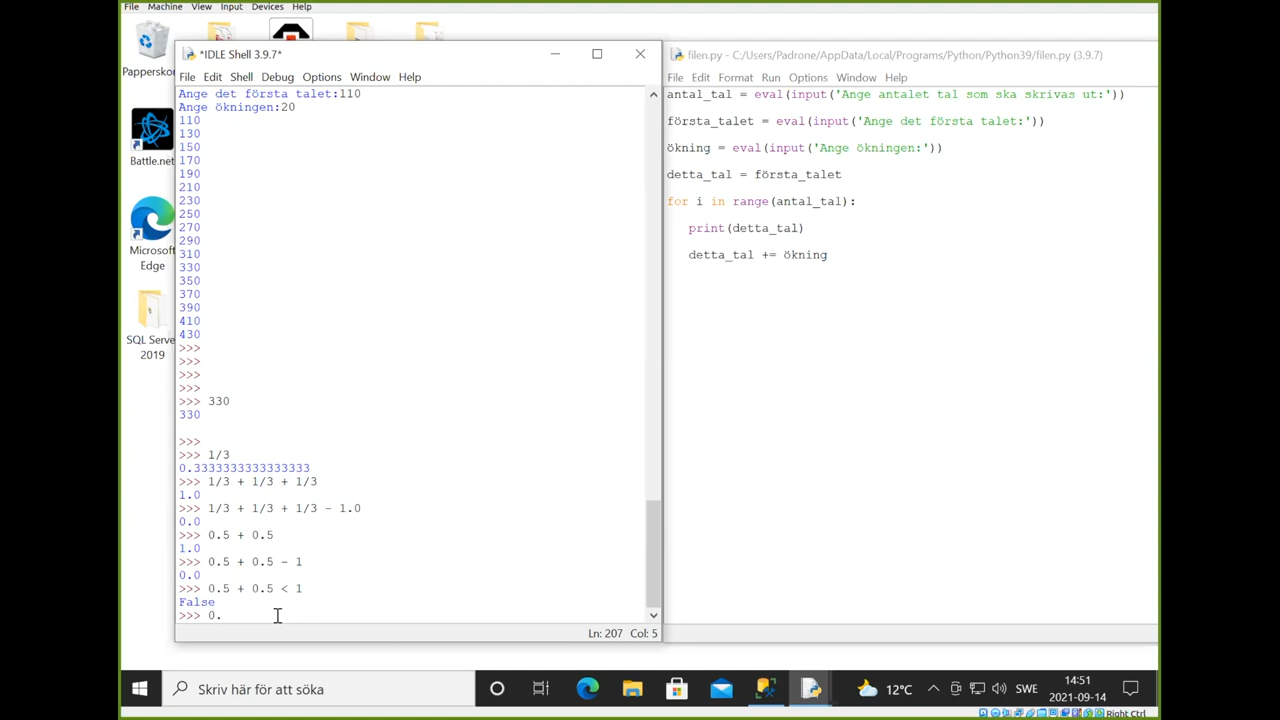 File Machine View Input Devices Help
Papperskor
Battle.net
Microsoft
Edge
SQL Serve
2019
*IDLE Shell 3.9.7*
File Edit Shell Debug Options Window Help
Ange det första talet:110
Ange ökningen:20
110
130
150
170
190
210
230
250
270
290
310
330
350
370
390
410
430
>>>
>>>
>>>
>>>
>>> 330
330
>>>
>>> 1/3
0.3333333333333333
>>> 1/3 + 1/3 + 1/3
1.0
>>> 1/3 + 1/3 + 1/3 - 1.0
0.0
>>> 0.5 + 0.5
1.0
>>> 0.5 + 0.5 - 1
0.0
>>> 0.5 + 0.5 < 1
False
>>> 0.
Ln: 207 Col: 5
filen.py - C:/Users/Padrone/AppData/Local/Programs/Python/Python39/filen.py (3.9.7)
File Edit Format Run Options Window Help
antal_tal = eval(input('Ange antalet tal som ska skrivas ut:'))
första_talet = eval(input('Ange det första talet:'))
ökning = eval(input('Ange ökningen:'))
detta_tal = första_talet
for i in range(antal_tal):
print(detta_tal)
detta_tal += ökning
Skriv här för att söka
12°C
SWE
14:51
2021-09-14
Right Ctrl